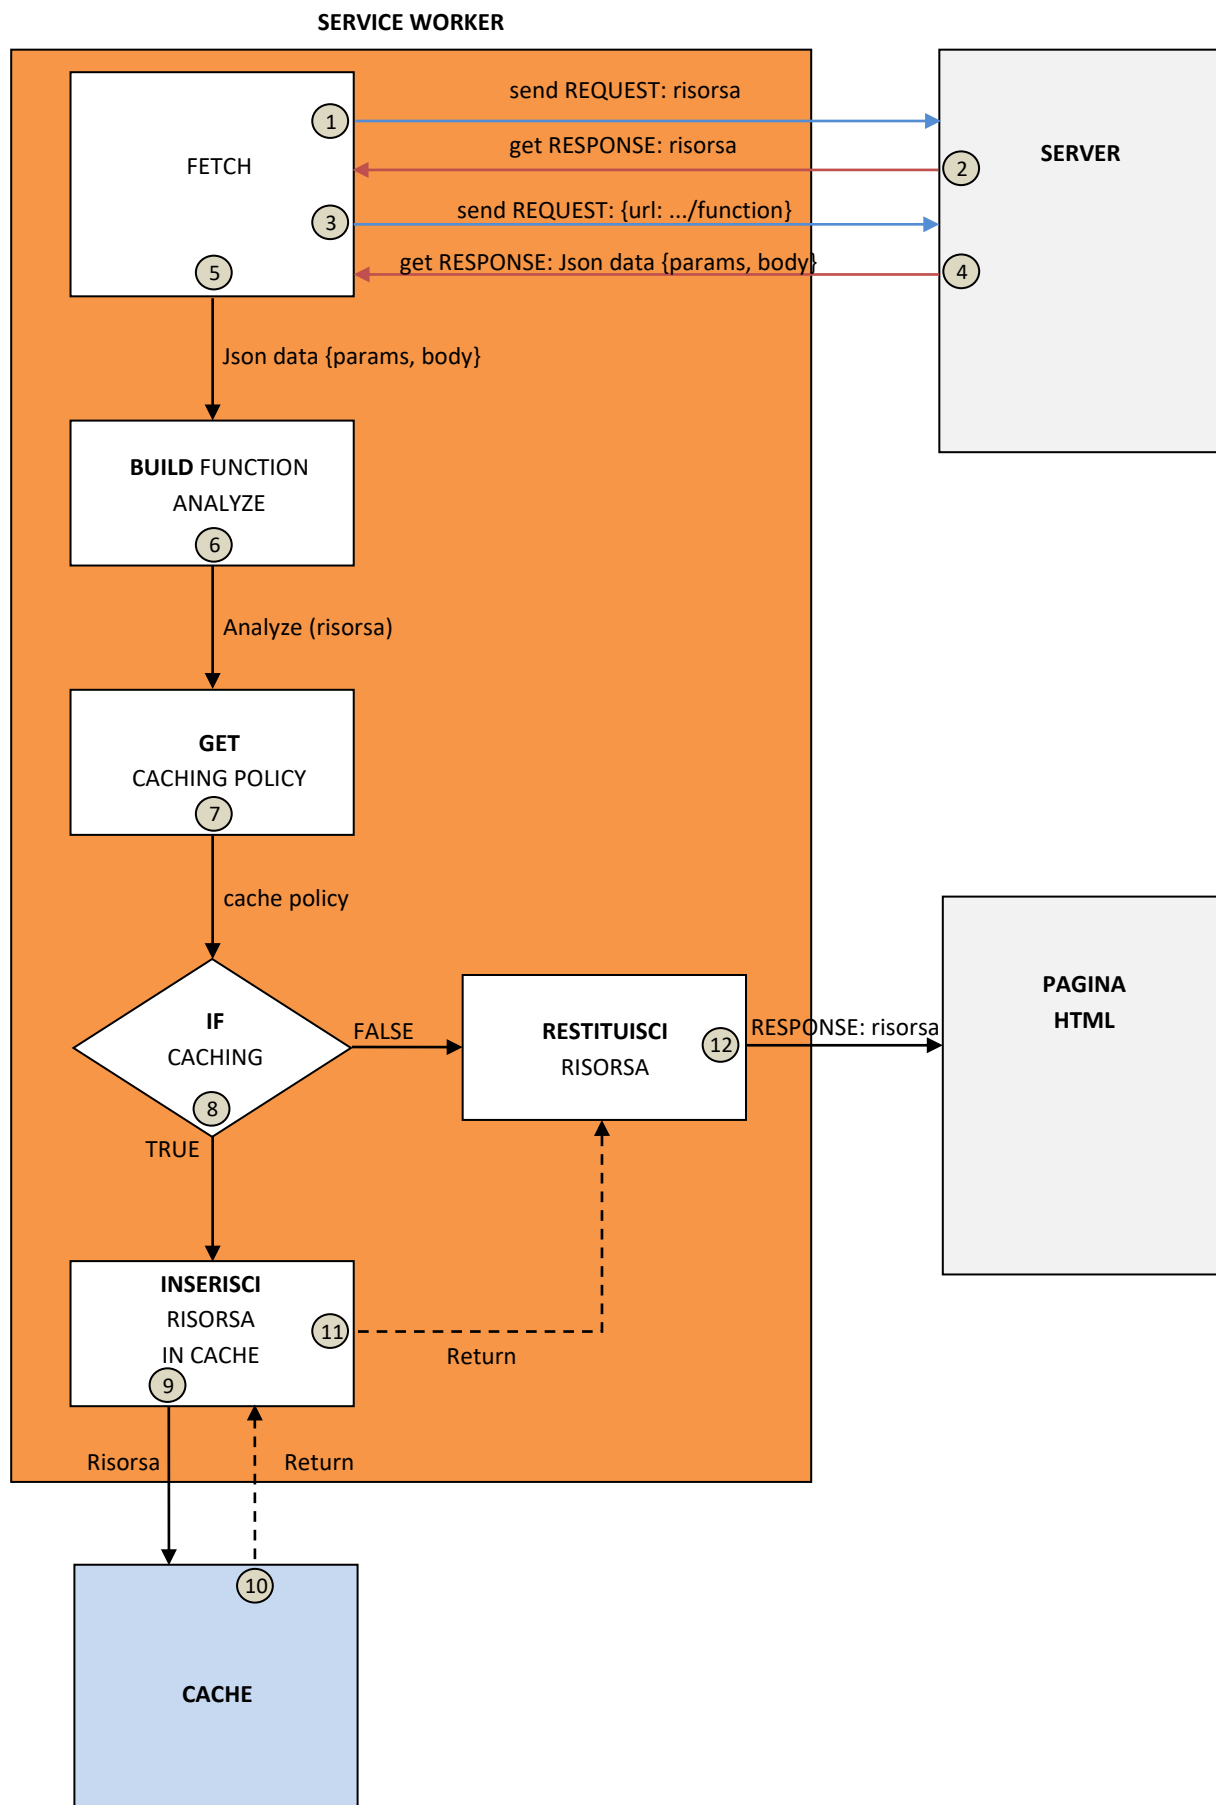 SERVICE WORKER
send REQUEST: risorsa
1
get RESPONSE: risorsa
SERVER
FETCH
2
3
send REQUEST: {url: .../function}
5
get RESPONSE: Json data {params, body}
4
Json data {params, body}
BUILD FUNCTION
ANALYZE
6
Analyze (risorsa)
GET
CACHING POLICY
7
cache policy
IF
CACHING
8
FALSE
TRUE
RESTITUISCI
RISORSA
12
RESPONSE: risorsa
PAGINA
HTML
INSERISCI
RISORSA
IN CACHE
11
9
Return
Risorsa
Return
10
CACHE